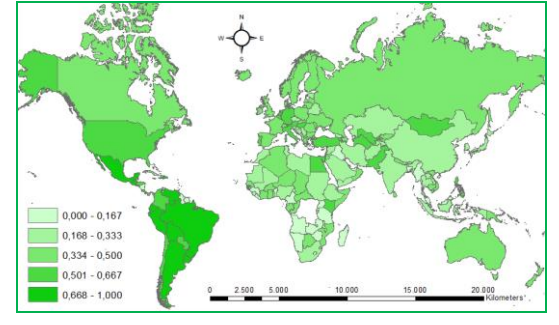 N
W E
S
0,000 - 0,167
0,168 - 0,333
0,334 - 0,500
0,501 - 0,667
0,668 - 1,000
0 2.500 5.000 10.000 15.000 20.000
Kilometers